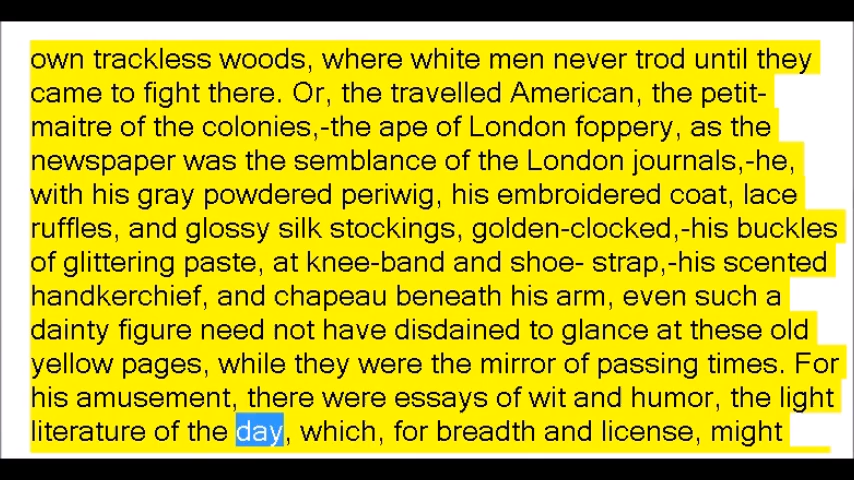 own trackless woods, where white men never trod until they
came to fight there. Or, the travelled American, the petit-
maitre of the colonies,-the ape of London foppery, as the
newspaper was the semblance of the London journals,-he,
with his gray powdered periwig, his embroidered coat, lace
ruffles, and glossy silk stockings, golden-clocked,-his buckles
of glittering paste, at knee-band and shoe- strap,-his scented
handkerchief, and chapeau beneath his arm, even such a
dainty figure need not have disdained to glance at these old
yellow pages, while they were the mirror of passing times. For
his amusement, there were essays of wit and humor, the light
literature of the day, which, for breadth and license, might